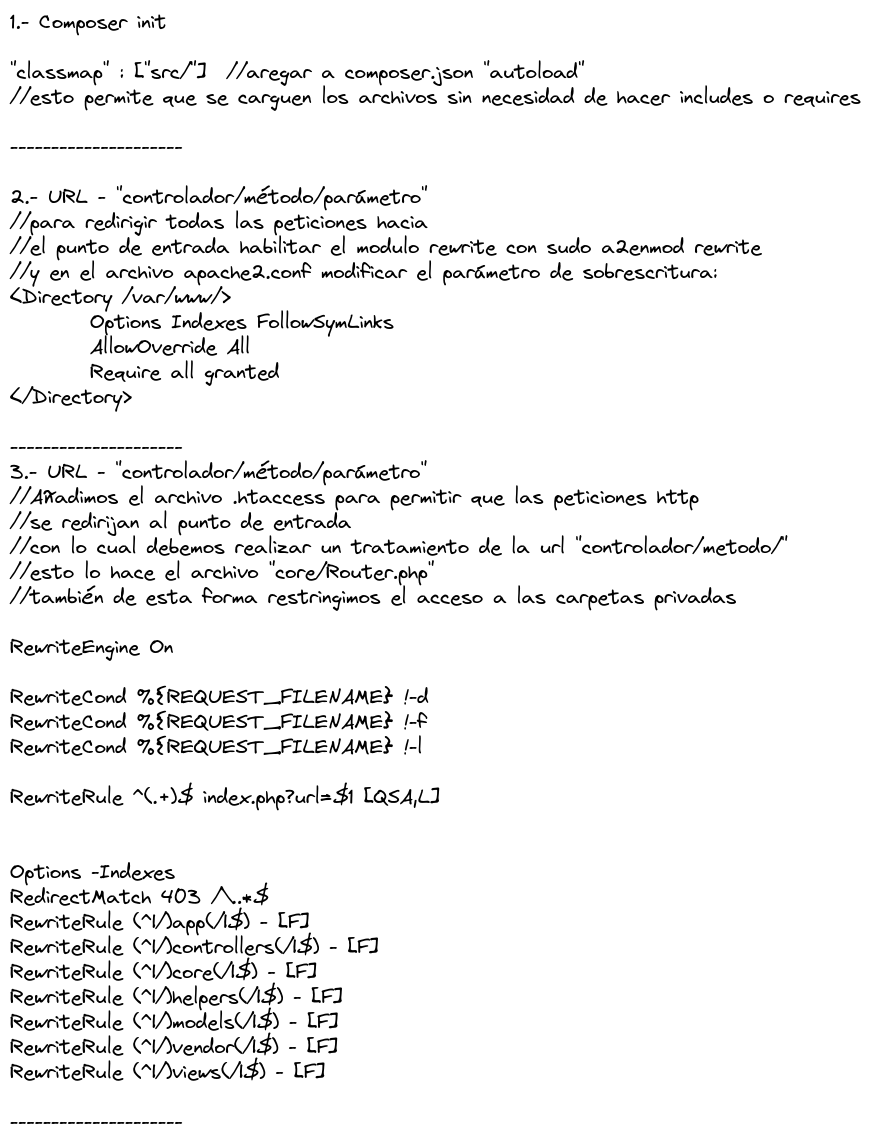 1.- Composer init
"classmap" : ["src/"]  //aregar a composer.json "autoload"
//esto permite que se carguen los archivos sin necesidad de hacer includes o requires
---------------------
2.- URL - "controlador/método/parámetro"
//para redirigir todas las peticiones hacia
//el punto de entrada habilitar el modulo rewrite con sudo a2enmod rewrite
//y en el archivo apache2.conf modificar el parámetro de sobrescritura:
<Directory /var/www/>
Options Indexes FollowSymLinks
AllowOverride All
Require all granted
</Directory>
---------------------
3.- URL - "controlador/método/parámetro"
//Añadimos el archivo .htaccess para permitir que las peticiones http
//se redirijan al punto de entrada
//con lo cual debemos realizar un tratamiento de la url "controlador/metodo/"
//esto lo hace el archivo "core/Router.php"
//también de esta forma restringimos el acceso a las carpetas privadas
RewriteEngine On
RewriteCond %{REQUEST_FILENAME} !-d
RewriteCond %{REQUEST_FILENAME} !-f
RewriteCond %{REQUEST_FILENAME} !-l
RewriteRule ^(.+)$ index.php?url=$1 [QSA,L]
Options -Indexes
RedirectMatch 403 /\..*$
RewriteRule (^|/)app(/|$) - [F]
RewriteRule (^|/)controllers(/|$) - [F]
RewriteRule (^|/)core(/|$) - [F]
RewriteRule (^|/)helpers(/|$) - [F]
RewriteRule (^|/)models(/|$) - [F]
RewriteRule (^|/)vendor(/|$) - [F]
RewriteRule (^|/)views(/|$) - [F]
---------------------